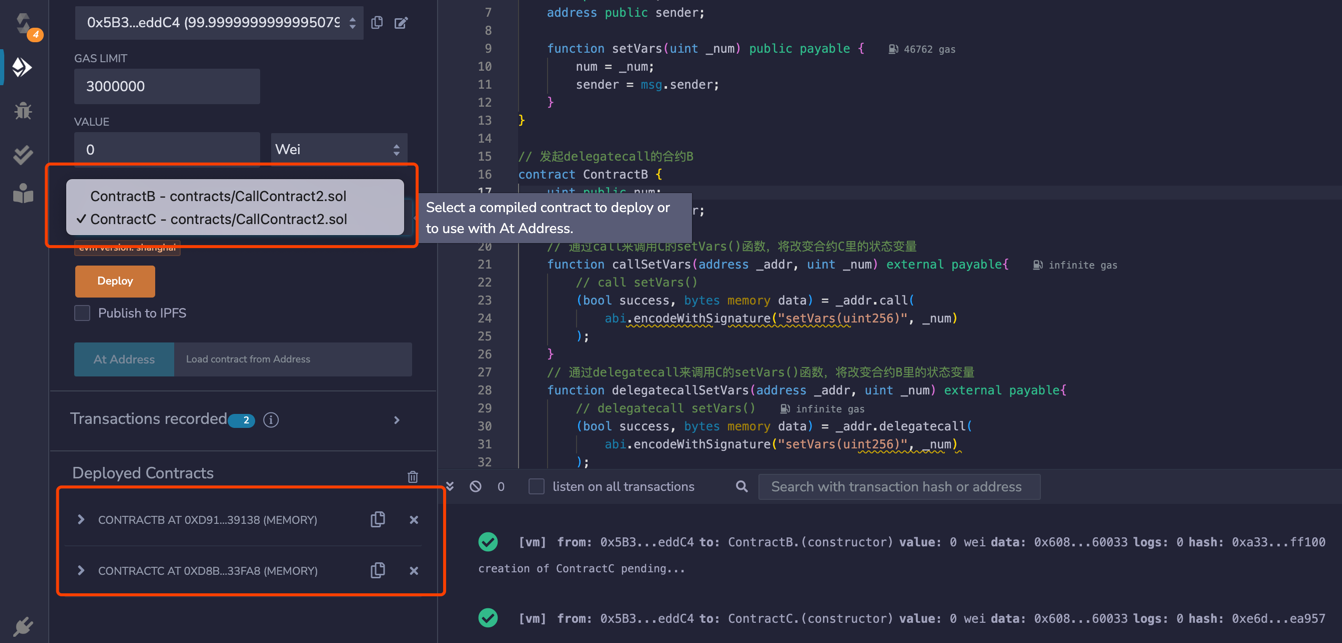 4
0x5B3...eddC4 (99.9999999999995079
GAS LIMIT
3000000
VALUE
0
Wei
ContractB - contracts/CallContract2.sol
✓ ContractC - contracts/CallContract2.sol
Select a compiled contract to deploy or
to use with At Address.
evm version: shanghai
Deploy
Publish to IPFS
At Address
Load contract from Address
Transactions recorded 2 i
Deployed Contracts
CONTRACTB AT 0XD91...39138 (MEMORY)
CONTRACTC AT 0XD8B...33FA8 (MEMORY)
7 address public sender;
8
9 function setVars(uint _num) public payable { 46762 gas
10 num = _num;
11 sender = msg.sender;
12 }
13 }
14
15 // 发起delegatecall的合约B
16 contract ContractB {
17 uint public num;
r;
20 // 通过call来调用C的setVars()函数，将改变合约C里的状态变量
21 function callSetVars(address _addr, uint _num) external payable{ infinite gas
22 // call setVars()
23 (bool success, bytes memory data) = _addr.call(
24 abi.encodeWithSignature("setVars(uint256)", _num)
25 );
26 }
27 // 通过delegatecall来调用C的setVars()函数，将改变合约B里的状态变量
28 function delegatecallSetVars(address _addr, uint _num) external payable{
29 // delegatecall setVars() infinite gas
30 (bool success, bytes memory data) = _addr.delegatecall(
31 abi.encodeWithSignature("setVars(uint256)", _num)
32 );
0
listen on all transactions
Search with transaction hash or address
[vm] from: 0x5B3...eddC4 to: ContractB.(constructor) value: 0 wei data: 0x608...60033 logs: 0 hash: 0xa33...ff100
creation of ContractC pending...
[vm] from: 0x5B3...eddC4 to: ContractC.(constructor) value: 0 wei data: 0x608...60033 logs: 0 hash: 0xe6d...ea957